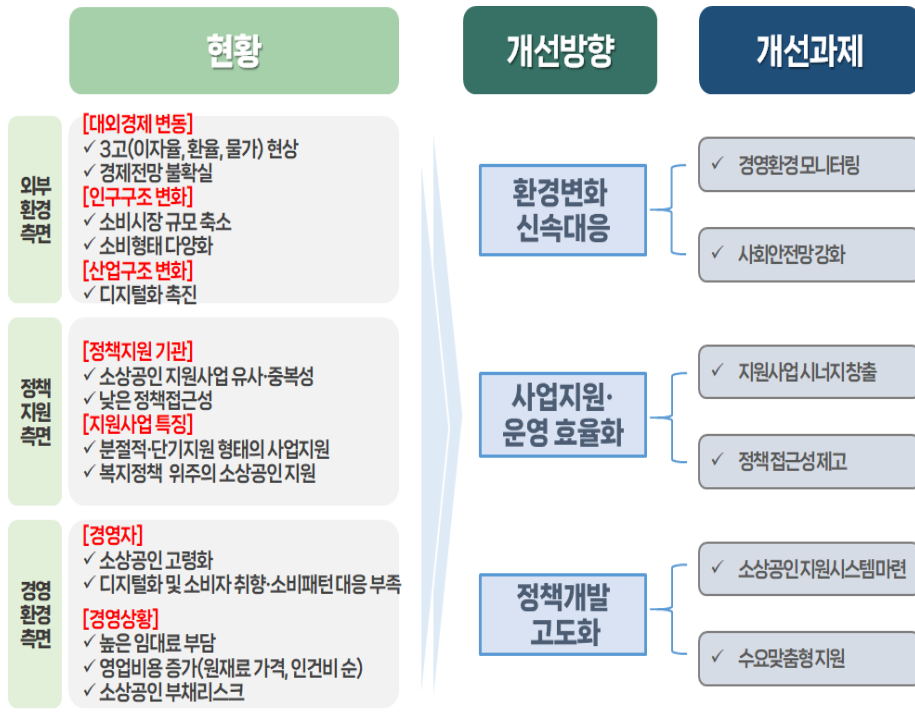 현황
개선방향
개선과제
외부
환경
측면
[대외경제 변동]
✓ 3고(이자율, 환율, 물가) 현상
✓ 경제전망 불확실
[인구구조 변화]
✓ 소비시장 규모 축소
✓ 소비형태 다양화
[산업구조 변화]
✓ 디지털화 촉진
환경변화
신속대응
✓ 경영환경 모니터링
✓ 사회안전망 강화
정책
지원
측면
[정책지원 기관]
✓ 소상공인 지원사업 유사·중복성
✓ 낮은 정책접근성
[지원사업 특징]
✓ 분절적·단기지원 형태의 사업지원
✓ 복지정책 위주의 소상공인 지원
사업지원·
운영 효율화
✓ 지원사업 시너지 창출
✓ 정책 접근성 제고
경영
환경
측면
[경영자]
✓ 소상공인 고령화
✓ 디지털화 및 소비자 취향·소비패턴 대응 부족
[경영상황]
✓ 높은 임대료 부담
✓ 영업비용 증가(원재료 가격, 인건비 순)
✓ 소상공인 부채리스크
정책개발
고도화
✓ 소상공인 지원시스템 마련
✓ 수요맞춤형 지원